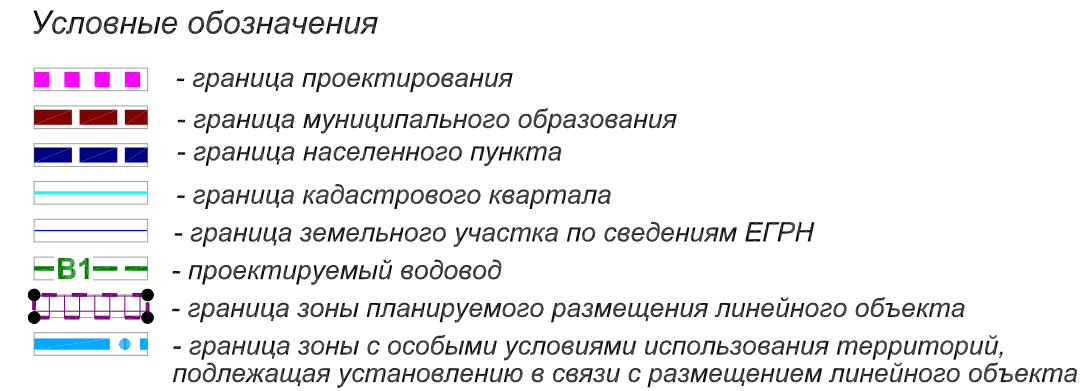 Условные обозначения
- граница проектирования
- граница муниципального образования
- граница населенного пункта
- граница кадастрового квартала
- граница земельного участка по сведениям ЕГРН
В1 - проектируемый водовод
- граница зоны планируемого размещения линейного объекта
- граница зоны с особыми условиями использования территорий,
подлежащая установлению в связи с размещением линейного объекта